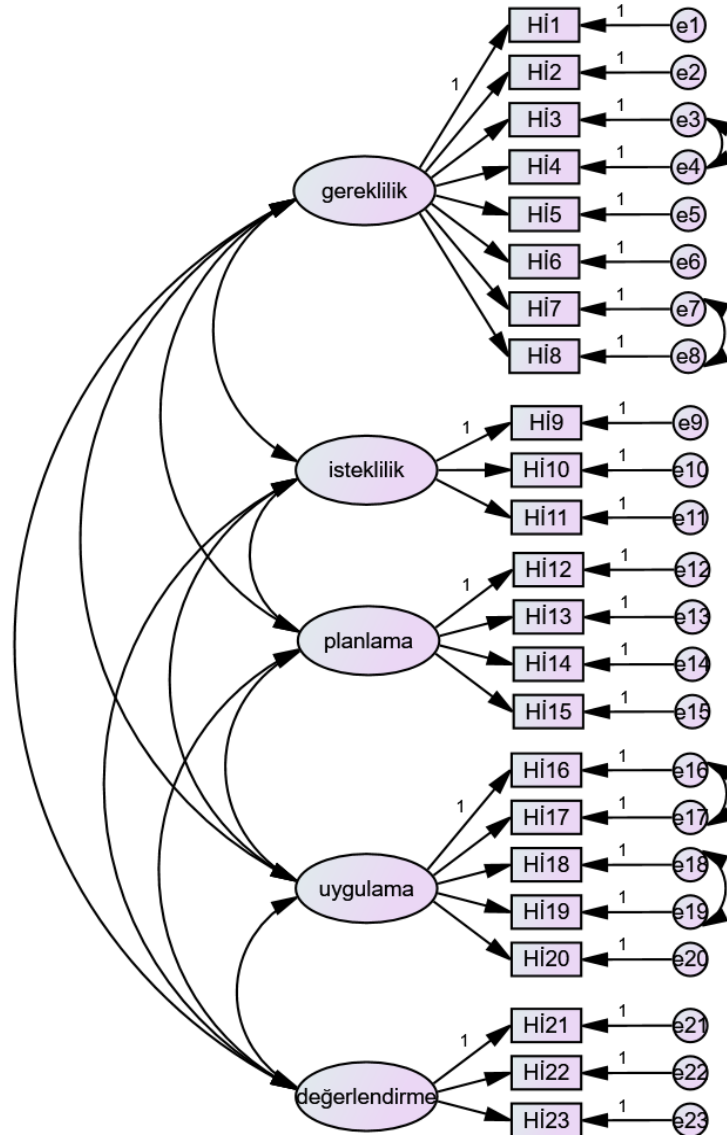 Hİ1 1 e1
Hİ2 1 e2
1
Hİ3 1 e3
gereklilik Hİ4 1 e4
Hİ5 1 e5
Hİ6 1 e6
Hİ7 1 e7
Hİ8 1 e8
1 Hİ9 1 e9
isteklilik Hİ10 1 e10
Hİ11 1 e11
1 Hİ12 1 e12
planlama Hİ13 1 e13
Hİ14 1 e14
Hİ15 1 e15
Hİ16 1 e16
1
Hİ17 1 e17
uygulama Hİ18 1 e18
Hİ19 1 e19
Hİ20 1 e20
1 Hİ21 1 e21
değerlendirme Hİ22 1 e22
Hİ23 1 e23